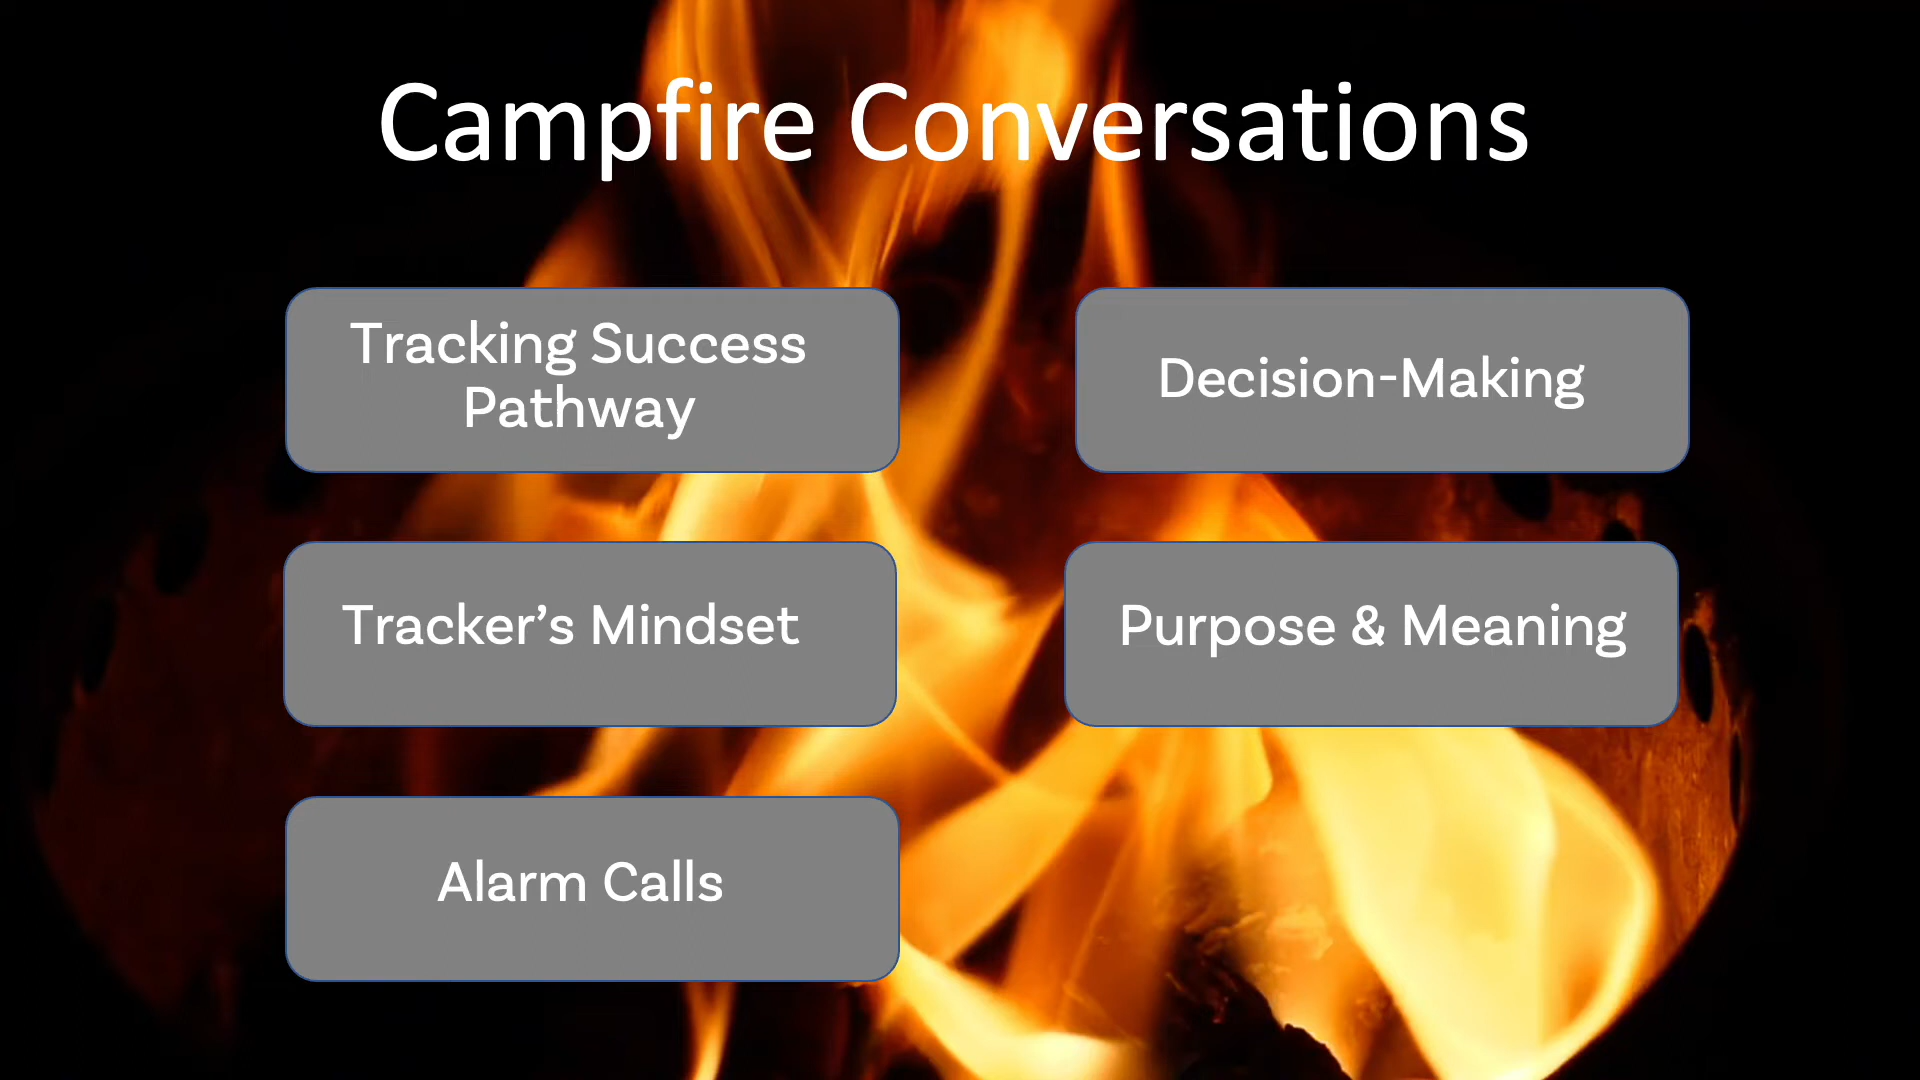 Campfire Conversations
Tracking Success
Pathway
Decision-Making
Tracker’s Mindset
Purpose & Meaning
Alarm Calls